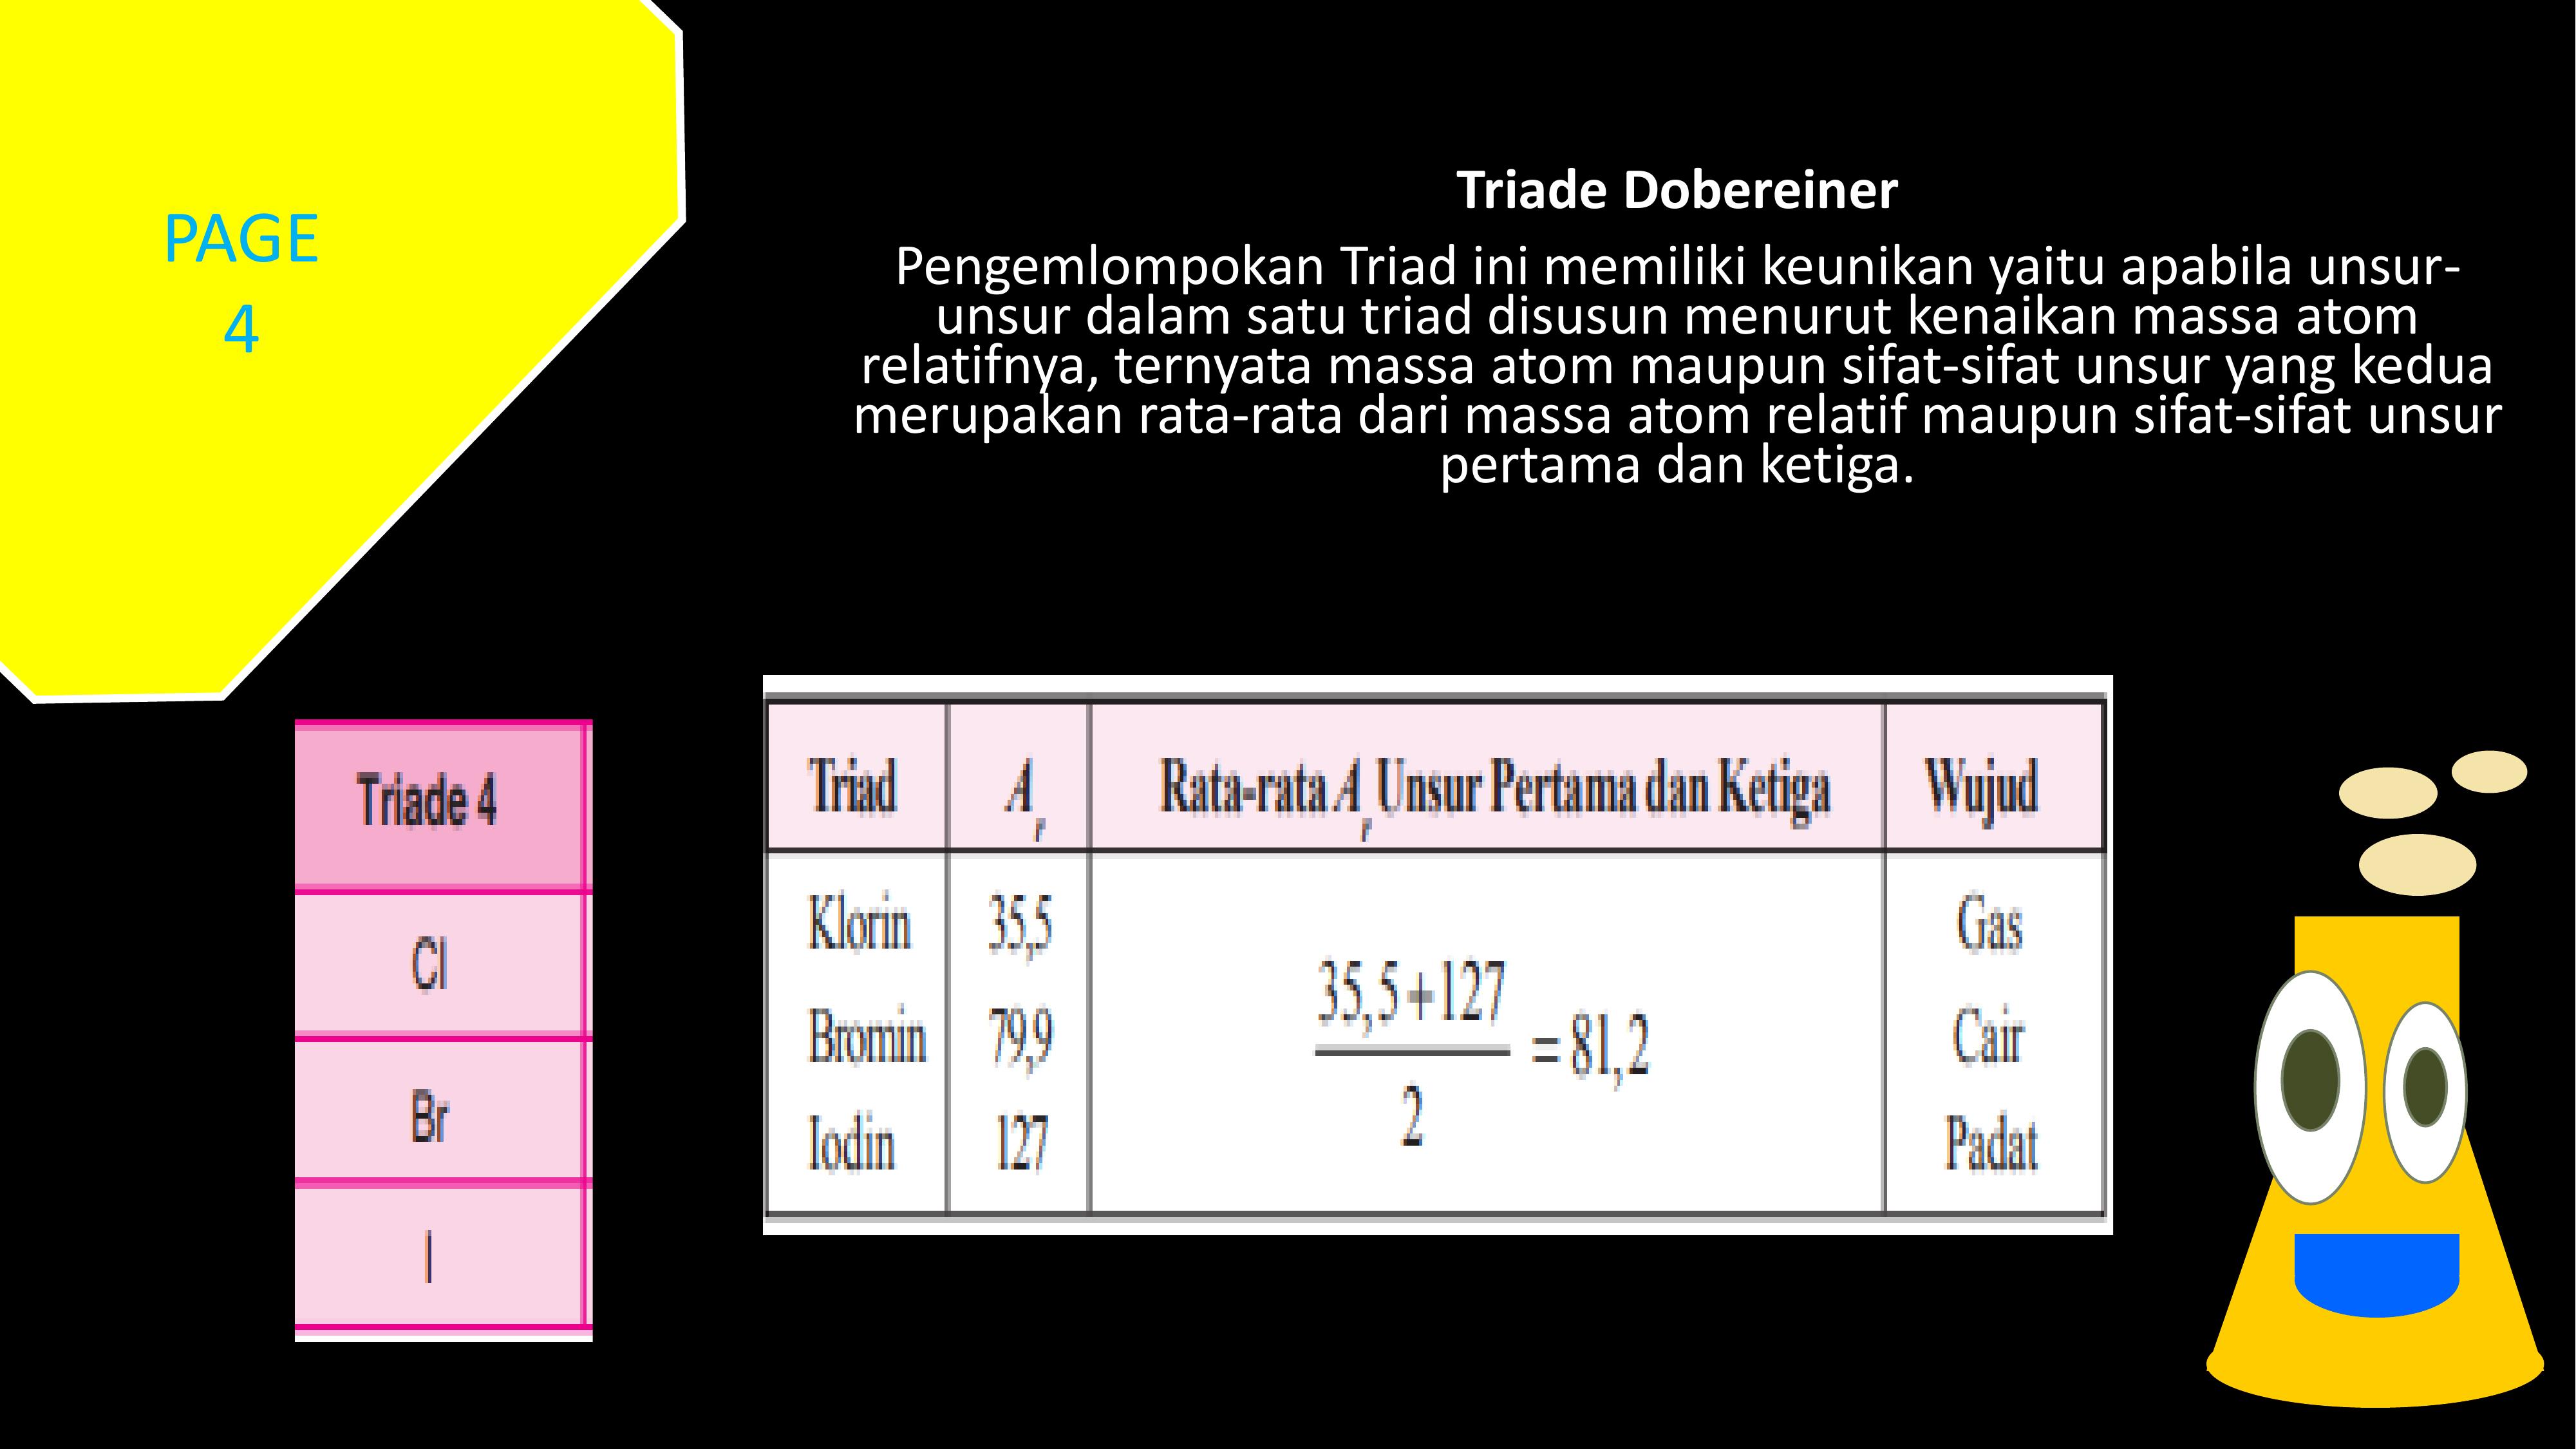 PAGE
4
Triade Dobereiner
Pengemlompokan Triad ini memiliki keunikan yaitu apabila unsur-
unsur dalam satu triad disusun menurut kenaikan massa atom
relatifnya, ternyata massa atom maupun sifat-sifat unsur yang kedua
merupakan rata-rata dari massa atom relatif maupun sifat-sifat unsur
pertama dan ketiga.
Triade 4
Cl
Br
I
Triad Ar Rata-rata Ar Unsur Pertama dan Ketiga Wujud
Klorin 35,5 Gas
Bromin 79,9 35,5+127 / 2 = 81,2 Cair
Iodin 127 Padat